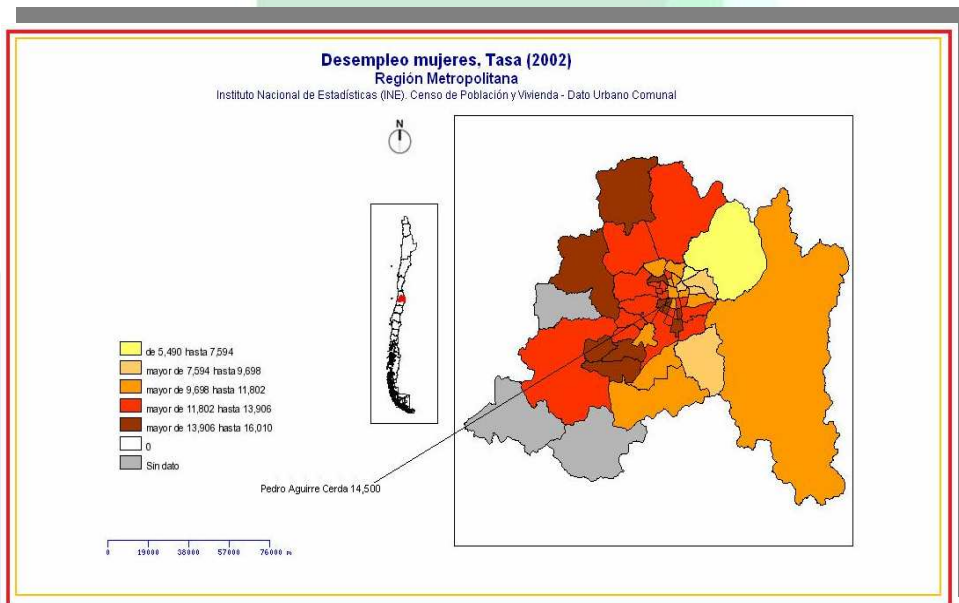 Desempleo mujeres, Tasa (2002)
Región Metropolitana
Instituto Nacional de Estadísticas (INE). Censo de Población y Vivienda - Dato Urbano Comunal
N
de 5,490 hasta 7,594
mayor de 7,594 hasta 9,698
mayor de 9,698 hasta 11,802
mayor de 11,802 hasta 13,906
mayor de 13,906 hasta 16,010
0
Sin dato
Pedro Aguirre Cerda 14,500
0 19000 38000 57000 76000 m